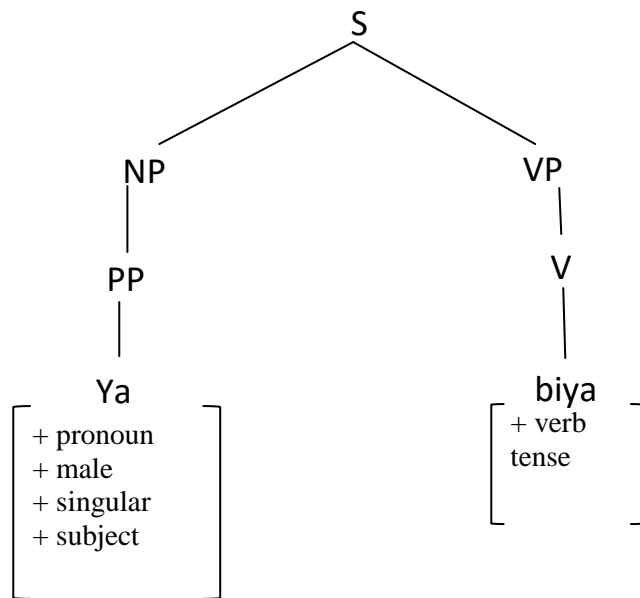 S
NP VP
PP V
Ya biya
+ pronoun
+ male
+ singular
+ subject
+ verb
tense